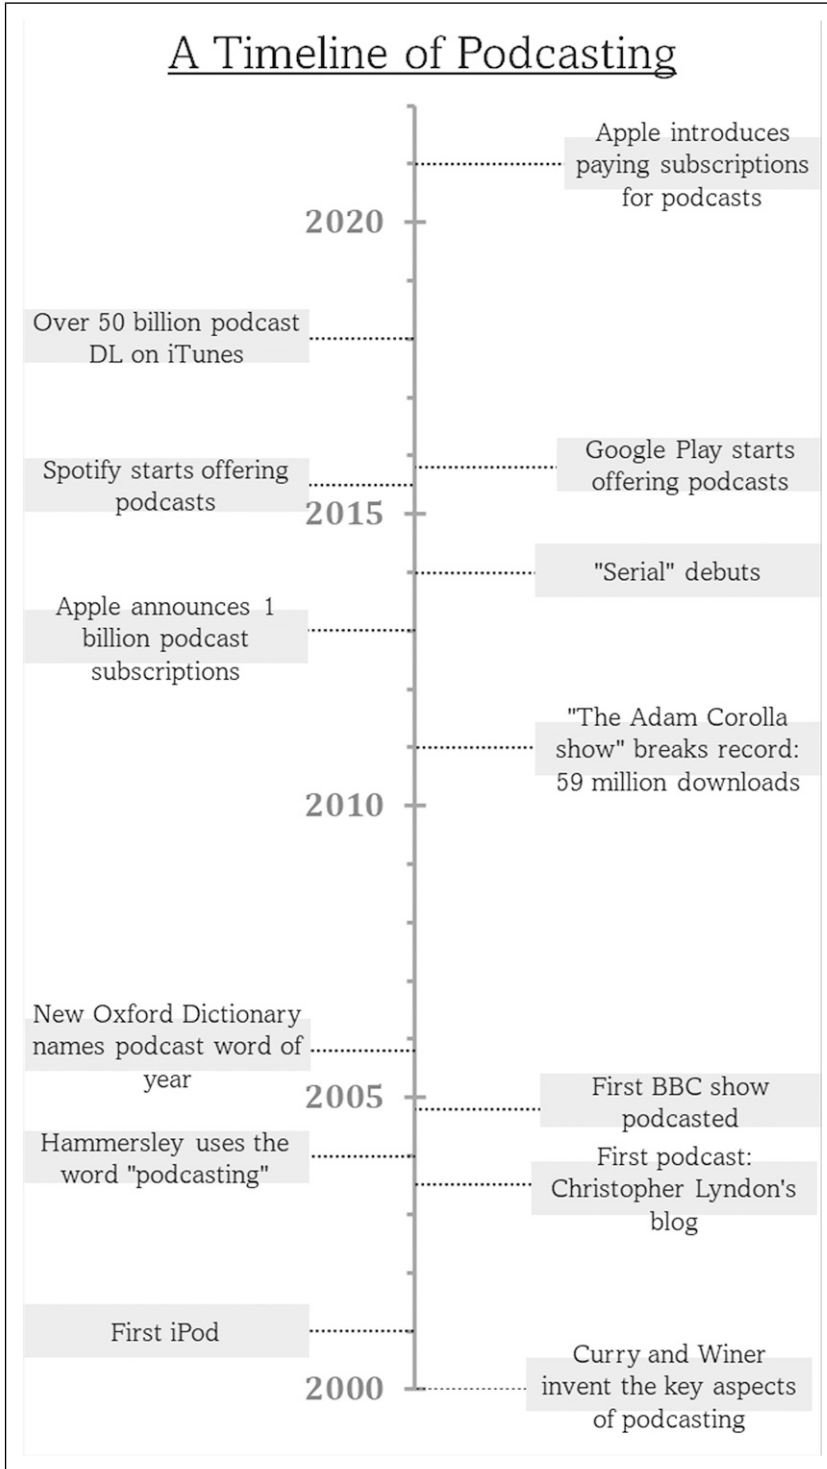 A Timeline of Podcasting
Apple introduces
paying subscriptions
for podcasts
2020
Over 50 billion podcast
DL on iTunes
Google Play starts
offering podcasts
Spotify starts offering
podcasts
2015
"Serial" debuts
Apple announces 1
billion podcast
subscriptions
"The Adam Corolla
show" breaks record:
59 million downloads
2010
New Oxford Dictionary
names podcast word of
year
2005
First BBC show
podcasted
Hammersley uses the
word "podcasting"
First podcast:
Christopher Lyndon's
blog
First iPod
Curry and Winer
invent the key aspects
of podcasting
2000